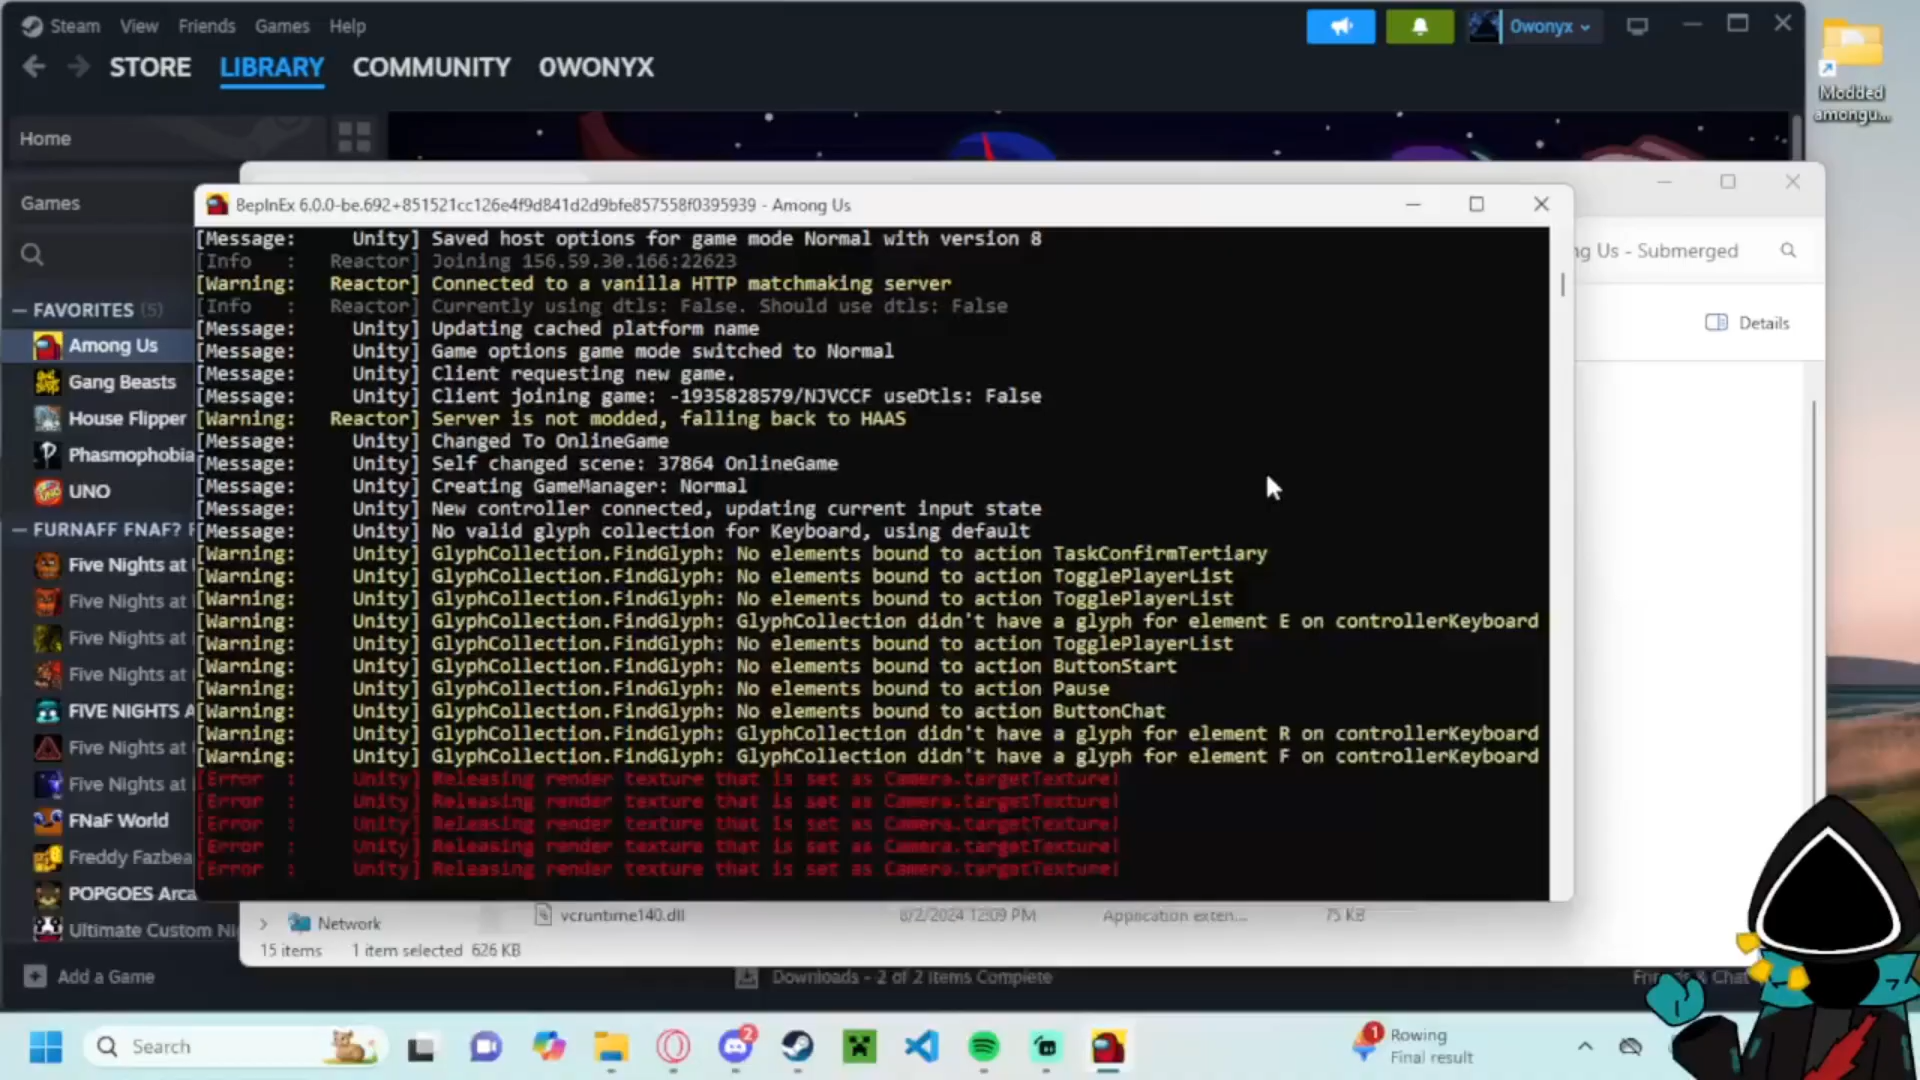 Steam View Friends Games Help
0wonyx
STORE LIBRARY COMMUNITY 0WONYX
Modded
amongu...
Home
Games
FAVORITES (5)
Among Us
Gang Beasts
House Flipper
Phasmophobia
UNO
FURNAFF FNAF? F
Five Nights at
Five Nights at
Five Nights at
Five Nights at
FIVE NIGHTS A
Five Nights at
Five Nights at
FNaF World
Freddy Fazbea
POPGOES Arca
Ultimate Custom Ni
Add a Game
ng Us - Submerged
Details
BepInEx 6.0.0-be.692+851521cc126e4f9d841d2d9bfe857558f0395939 - Among Us
[Message: Unity] Saved host options for game mode Normal with version 8
[Info : Reactor] Joining 156.59.30.166:22623
[Warning: Reactor] Connected to a vanilla HTTP matchmaking server
[Info : Reactor] Currently using dtls: False. Should use dtls: False
[Message: Unity] Updating cached platform name
[Message: Unity] Game options game mode switched to Normal
[Message: Unity] Client requesting new game.
[Message: Unity] Client joining game: -1935828579/NJVCCF useDtls: False
[Warning: Reactor] Server is not modded, falling back to HAAS
[Message: Unity] Changed To OnlineGame
[Message: Unity] Self changed scene: 37864 OnlineGame
[Message: Unity] Creating GameManager: Normal
[Message: Unity] New controller connected, updating current input state
[Message: Unity] No valid glyph collection for Keyboard, using default
[Warning: Unity] GlyphCollection.FindGlyph: No elements bound to action TaskConfirmTertiary
[Warning: Unity] GlyphCollection.FindGlyph: No elements bound to action TogglePlayerList
[Warning: Unity] GlyphCollection.FindGlyph: No elements bound to action TogglePlayerList
[Warning: Unity] GlyphCollection.FindGlyph: GlyphCollection didn't have a glyph for element E on controllerKeyboard
[Warning: Unity] GlyphCollection.FindGlyph: No elements bound to action TogglePlayerList
[Warning: Unity] GlyphCollection.FindGlyph: No elements bound to action ButtonStart
[Warning: Unity] GlyphCollection.FindGlyph: No elements bound to action Pause
[Warning: Unity] GlyphCollection.FindGlyph: No elements bound to action ButtonChat
[Warning: Unity] GlyphCollection.FindGlyph: GlyphCollection didn't have a glyph for element R on controllerKeyboard
[Warning: Unity] GlyphCollection.FindGlyph: GlyphCollection didn't have a glyph for element F on controllerKeyboard
[Error : Unity] Releasing render texture that is set as Camera.targetTexture!
[Error : Unity] Releasing render texture that is set as Camera.targetTexture!
[Error : Unity] Releasing render texture that is set as Camera.targetTexture!
[Error : Unity] Releasing render texture that is set as Camera.targetTexture!
[Error : Unity] Releasing render texture that is set as Camera.targetTexture!
Network vcruntime140.dll 8/2/2024 12:09 PM Application exten... 75 KB
15 items 1 item selected 626 KB
Downloads - 2 of 2 Items Complete
& Chat
Search
2
1
Rowing
Final result